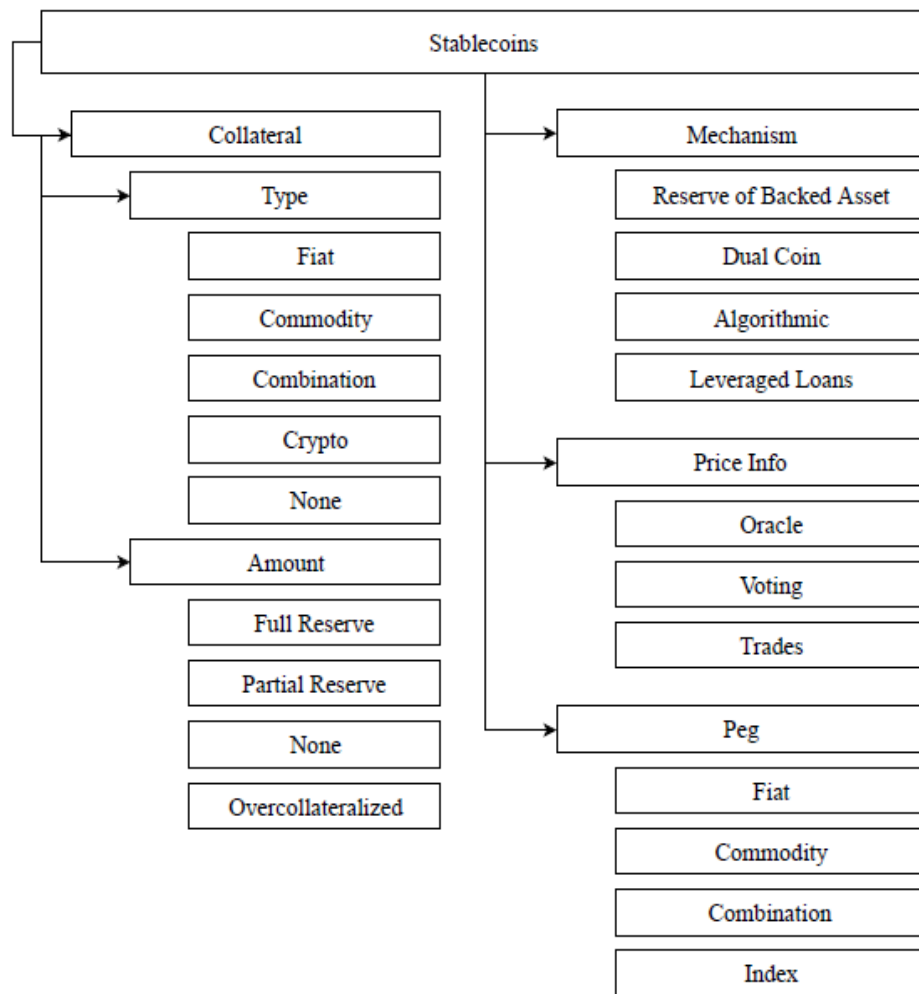 Stablecoins
Collateral
Type
Fiat
Commodity
Combination
Crypto
None
Amount
Full Reserve
Partial Reserve
None
Overcollateralized
Mechanism
Reserve of Backed Asset
Dual Coin
Algorithmic
Leveraged Loans
Price Info
Oracle
Voting
Trades
Peg
Fiat
Commodity
Combination
Index